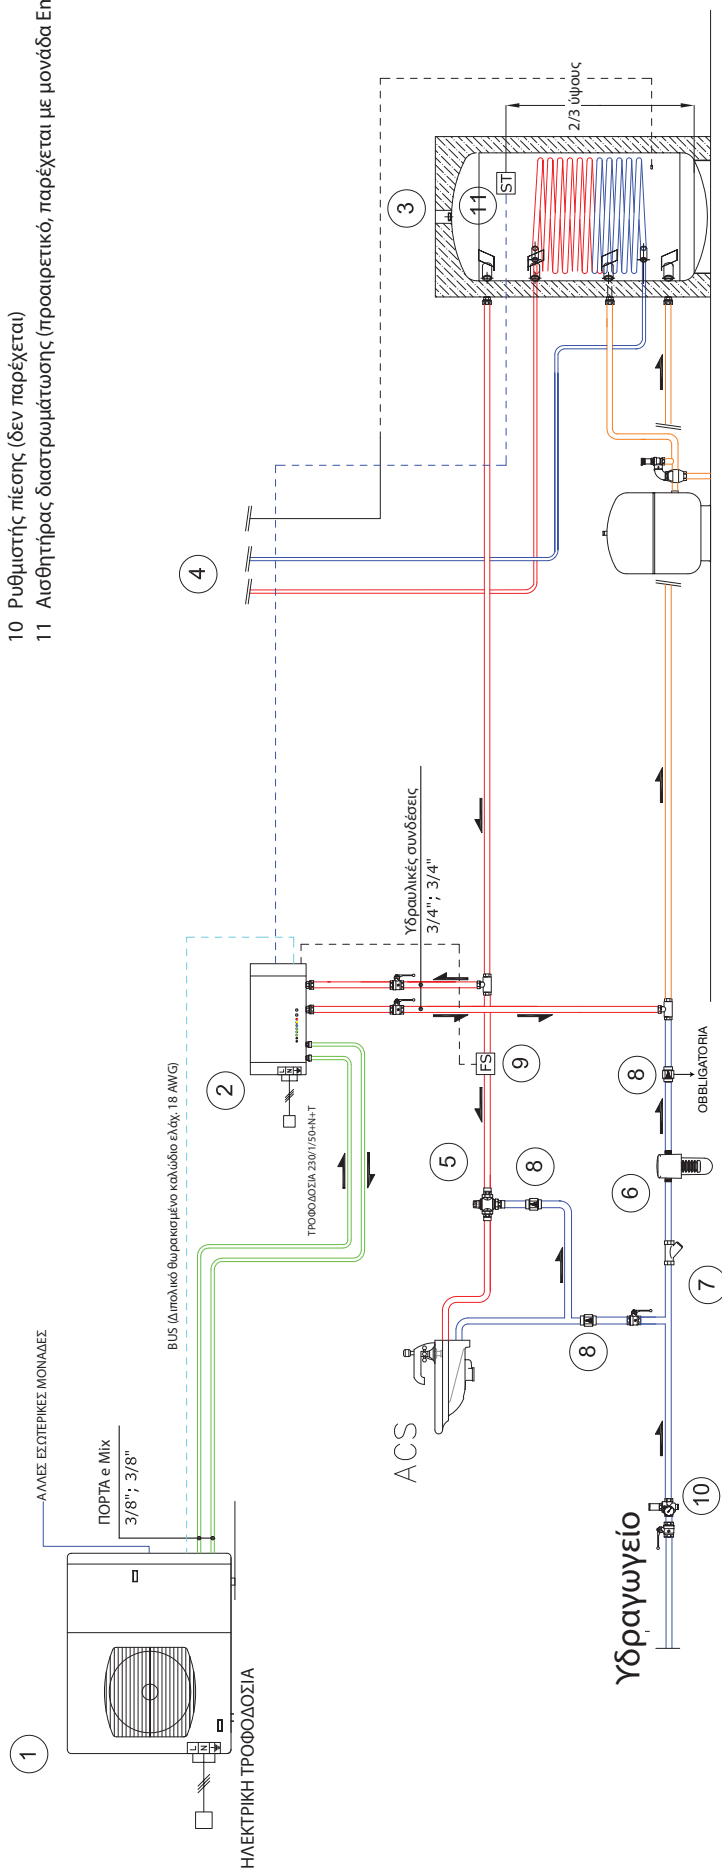 10 Ρυθμιστής πίεσης (δεν παρέχεται)
11 Αισθητήρας διαστρωμάτωσης (προαιρετικό, παρέχεται με μονάδα Em
1
ΗΛΕΚΤΡΙΚΗ ΤΡΟΦΟΔΟΣΙΑ
L
N
ΑΛΛΕΣ ΕΣΩΤΕΡΙΚΕΣ ΜΟΝΑΔΕΣ
ΠΟΡΤΑ e Mix
3/8"; 3/8"
BUS (Διπολικό θωρακισμένο καλώδιο ελάχ. 18 AWG)
2
L
N
ΤΡΟΦΟΔΟΣΙΑ 230/1/50+N+T
4
3
11
ST
2/3 ύψους
Υδραυλικές συνδέσεις
3/4"; 3/4"
FS
9
5
8
ACS
8
8
OBBLIGATORIA
6
7
10
Υδραγωγείο